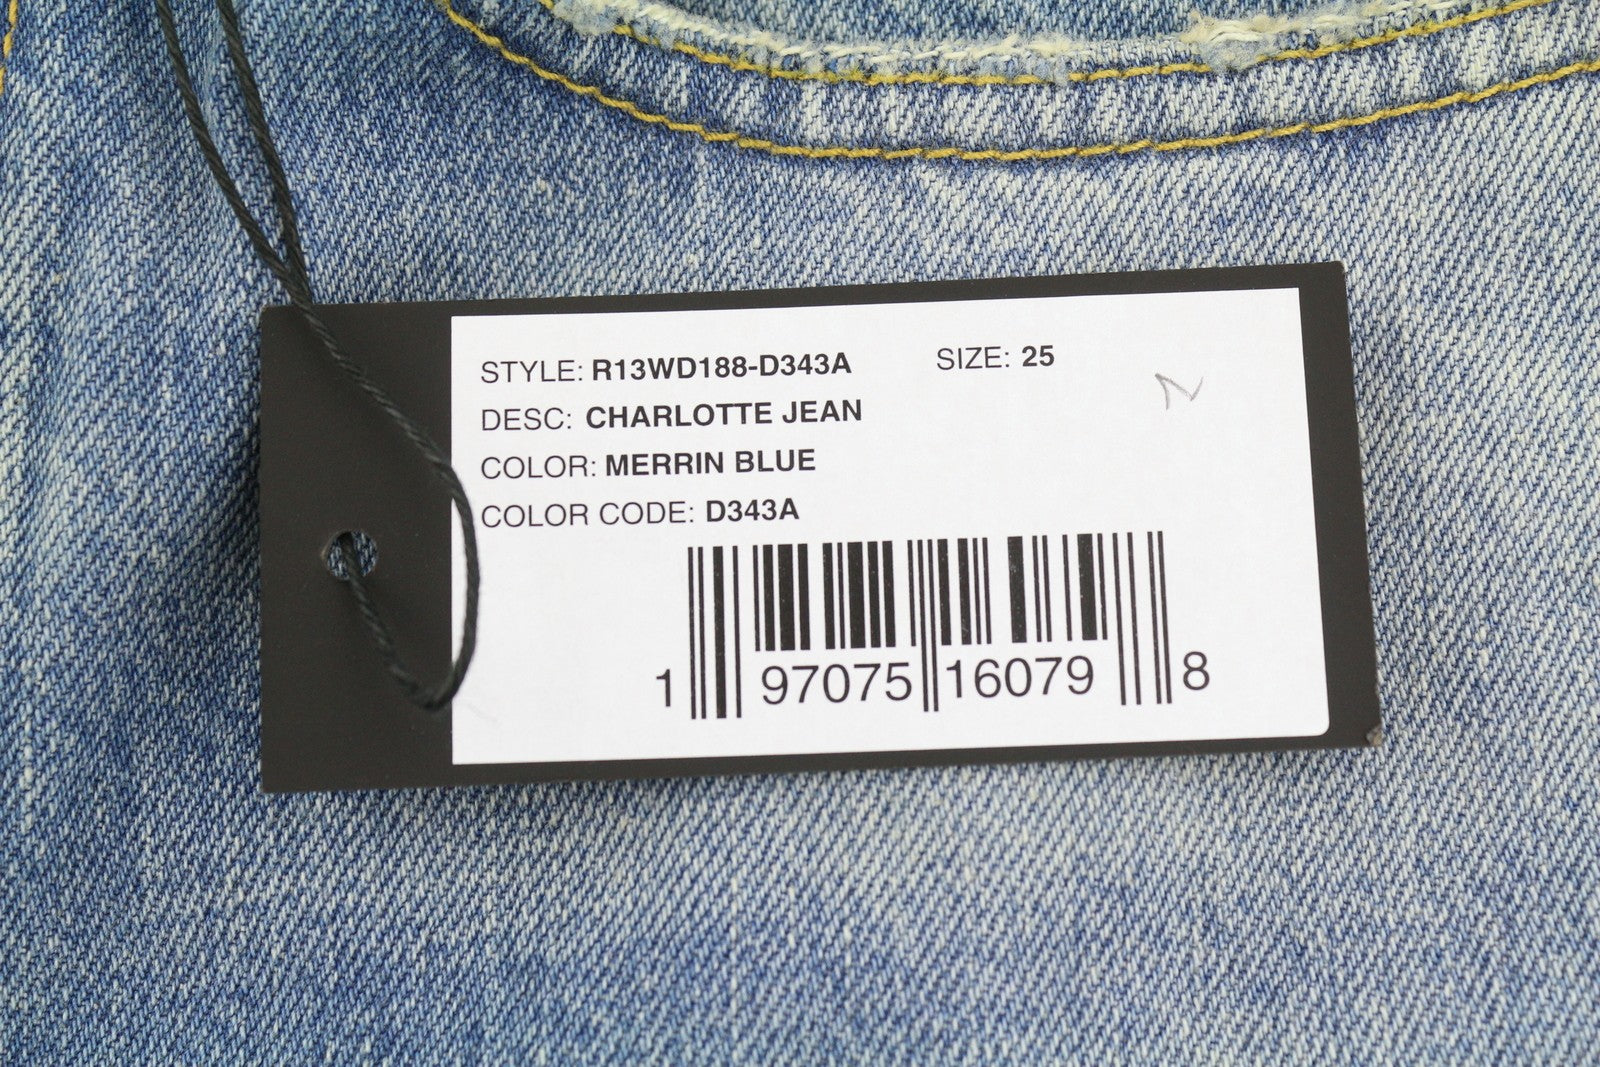 STYLE: R13WD188-D343A SIZE: 25
N
DESC: CHARLOTTE JEAN
COLOR: MERRIN BLUE
COLOR CODE: D343A
1 97075 16079 8